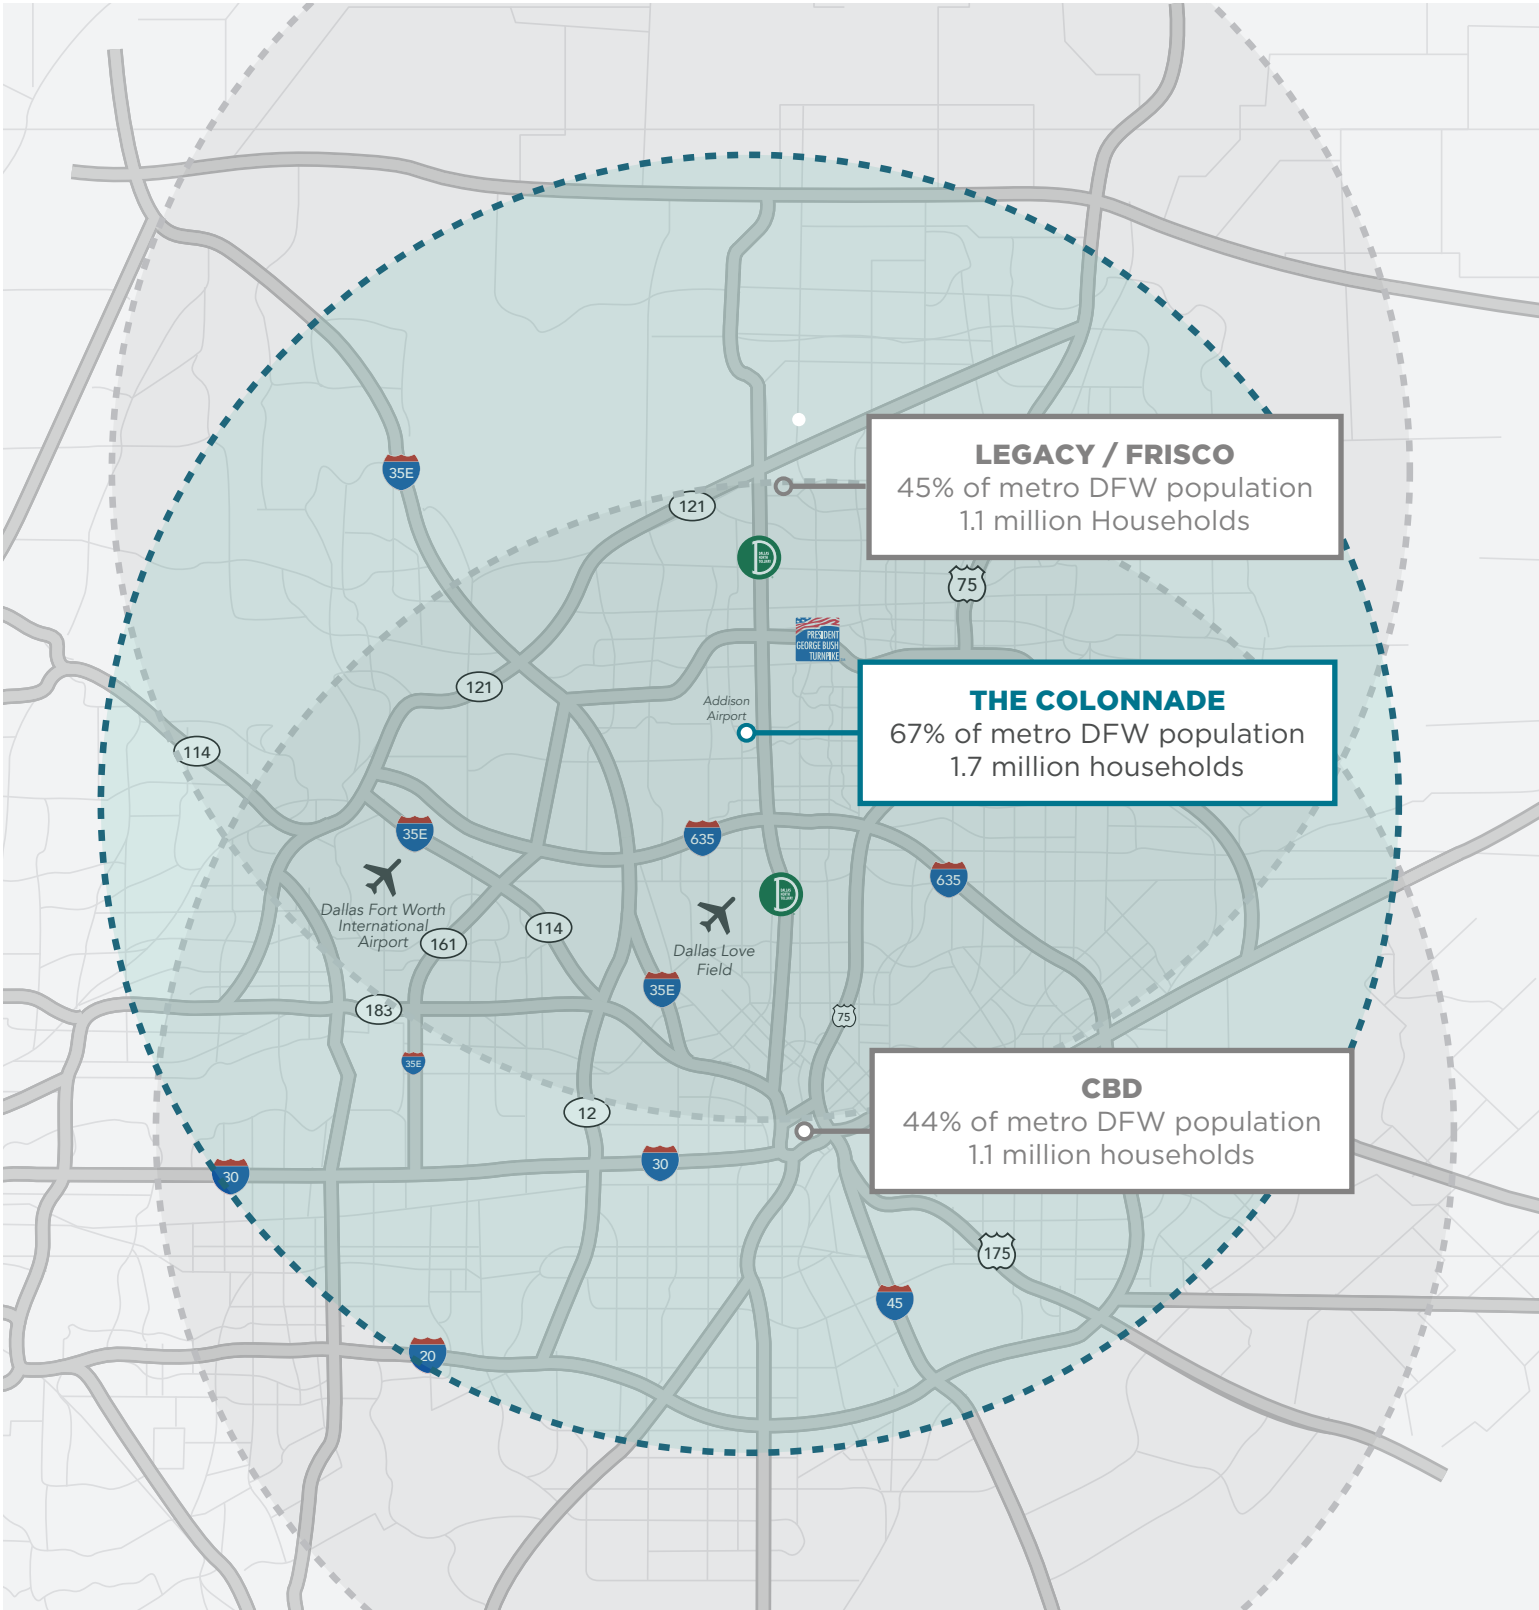 LEGACY / FRISCO
45% of metro DFW population
1.1 million Households
35E
121
DALLAS
NORTH
TOLLWAY
75
PRESIDENT
GEORGE BUSH
TURNPIKE
121
Addison
Airport
THE COLONNADE
67% of metro DFW population
1.7 million households
114
35E
635
635
Dallas Fort Worth
International
Airport
161
114
Dallas Love
Field
35E
183
75
35E
12
CBD
44% of metro DFW population
1.1 million households
30
30
175
45
20